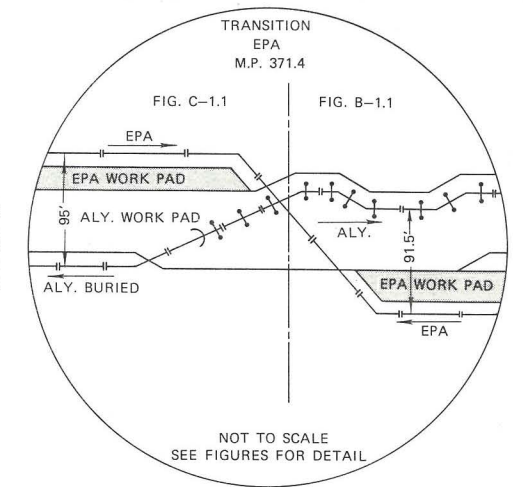 TRANSITION
EPA
M.P. 371.4
FIG. C-1.1
FIG. B-1.1
EPA
EPA WORK PAD
95'
ALY. WORK PAD
ALY.
91.5'
ALY. BURIED
EPA WORK PAD
EPA
NOT TO SCALE
SEE FIGURES FOR DETAIL